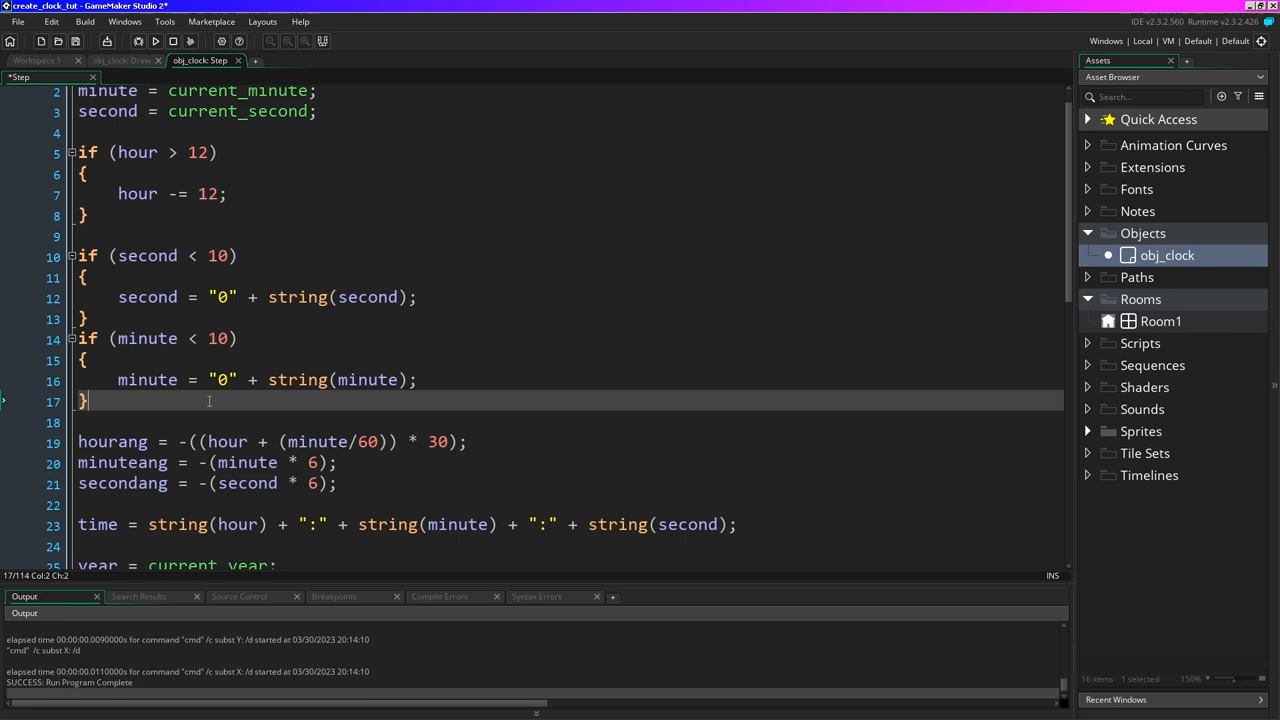 create_clock_tut - GameMaker Studio 2*
File Edit Build Windows Tools Marketplace Layouts Help
IDE v2.3.2.560 Runtime v2.3.2.426
Windows | Local | VM | Default | Default
Workspace 1
obj_clock: Draw
obj_clock: Step
*Step
2 minute = current_minute;
3 second = current_second;
4
5 if (hour > 12)
6 {
7 hour -= 12;
8 }
9
10 if (second < 10)
11 {
12 second = "0" + string(second);
13 }
14 if (minute < 10)
15 {
16 minute = "0" + string(minute);
17 }
18
19 hourang = -((hour + (minute/60)) * 30);
20 minuteang = -(minute * 6);
21 secondang = -(second * 6);
22
23 time = string(hour) + ":" + string(minute) + ":" + string(second);
24
25 year = current_year;
17/114 Col:2 Ch:2
INS
Output
Search Results
Source Control
Breakpoints
Compile Errors
Syntax Errors
Output
elapsed time 00:00:00.0090000s for command "cmd" /c subst Y: /d started at 03/30/2023 20:14:10
"cmd" /c subst X: /d
elapsed time 00:00:00.0110000s for command "cmd" /c subst X: /d started at 03/30/2023 20:14:10
SUCCESS: Run Program Complete
Assets
Asset Browser
Search...
Quick Access
Animation Curves
Extensions
Fonts
Notes
Objects
obj_clock
Paths
Rooms
Room1
Scripts
Sequences
Shaders
Sounds
Sprites
Tile Sets
Timelines
16 items 1 selected 150%
Recent Windows